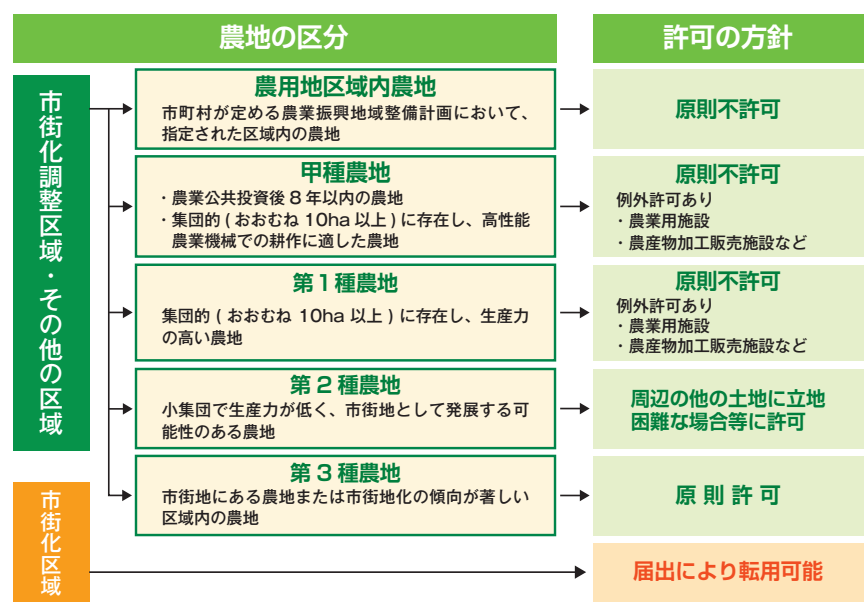 農地の区分
許可の方針
市街化調整区域・その他の区域
農用地区域内農地
市町村が定める農業振興地域整備計画において、
指定された区域内の農地
原則不許可
甲種農地
・農業公共投資後 8 年以内の農地
・集団的 ( おおむね 10ha 以上 ) に存在し、高性能
農業機械での耕作に適した農地
原則不許可
例外許可あり
・農業用施設
・農産物加工販売施設など
第1種農地
集団的 ( おおむね 10ha 以上 ) に存在し、生産力
の高い農地
原則不許可
例外許可あり
・農業用施設
・農産物加工販売施設など
第2種農地
小集団で生産力が低く、市街地として発展する可
能性のある農地
周辺の他の土地に立地
困難な場合等に許可
第3種農地
市街地にある農地または市街地化の傾向が著しい
区域内の農地
原則許可
市街化区域
届出により転用可能